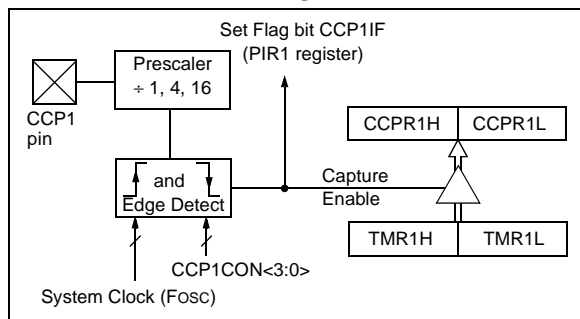 Set Flag bit CCP1IF
(PIR1 register)
Prescaler
÷ 1, 4, 16
CCP1
pin
CCPR1H
CCPR1L
and
Edge Detect
Capture
Enable
TMR1H
TMR1L
CCP1CON<3:0>
System Clock (FOSC)